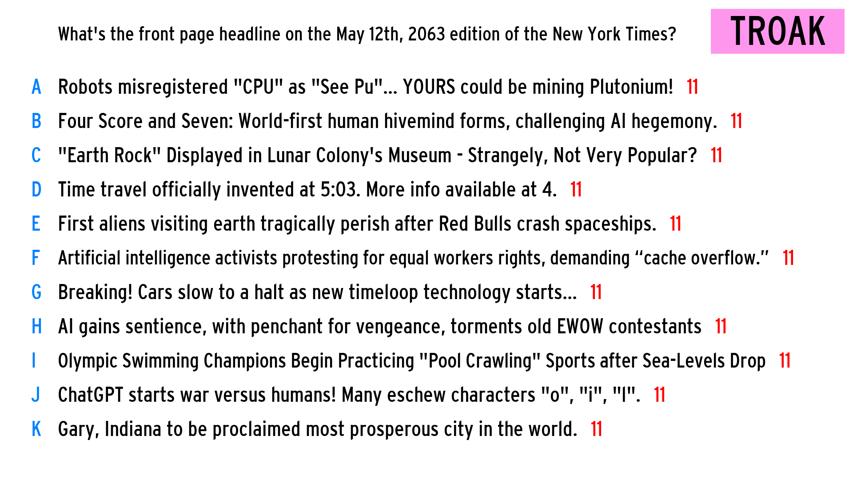 What's the front page headline on the May 12th, 2063 edition of the New York Times?
TROAK
A Robots misregistered "CPU" as "See Pu"... YOURS could be mining Plutonium! 11
B Four Score and Seven: World-first human hivemind forms, challenging AI hegemony. 11
C "Earth Rock" Displayed in Lunar Colony's Museum - Strangely, Not Very Popular? 11
D Time travel officially invented at 5:03. More info available at 4. 11
E First aliens visiting earth tragically perish after Red Bulls crash spaceships. 11
F Artificial intelligence activists protesting for equal workers rights, demanding “cache overflow.” 11
G Breaking! Cars slow to a halt as new timeloop technology starts... 11
H AI gains sentience, with penchant for vengeance, torments old EWOW contestants 11
I Olympic Swimming Champions Begin Practicing "Pool Crawling" Sports after Sea-Levels Drop 11
J ChatGPT starts war versus humans! Many eschew characters "o", "i", "l". 11
K Gary, Indiana to be proclaimed most prosperous city in the world. 11